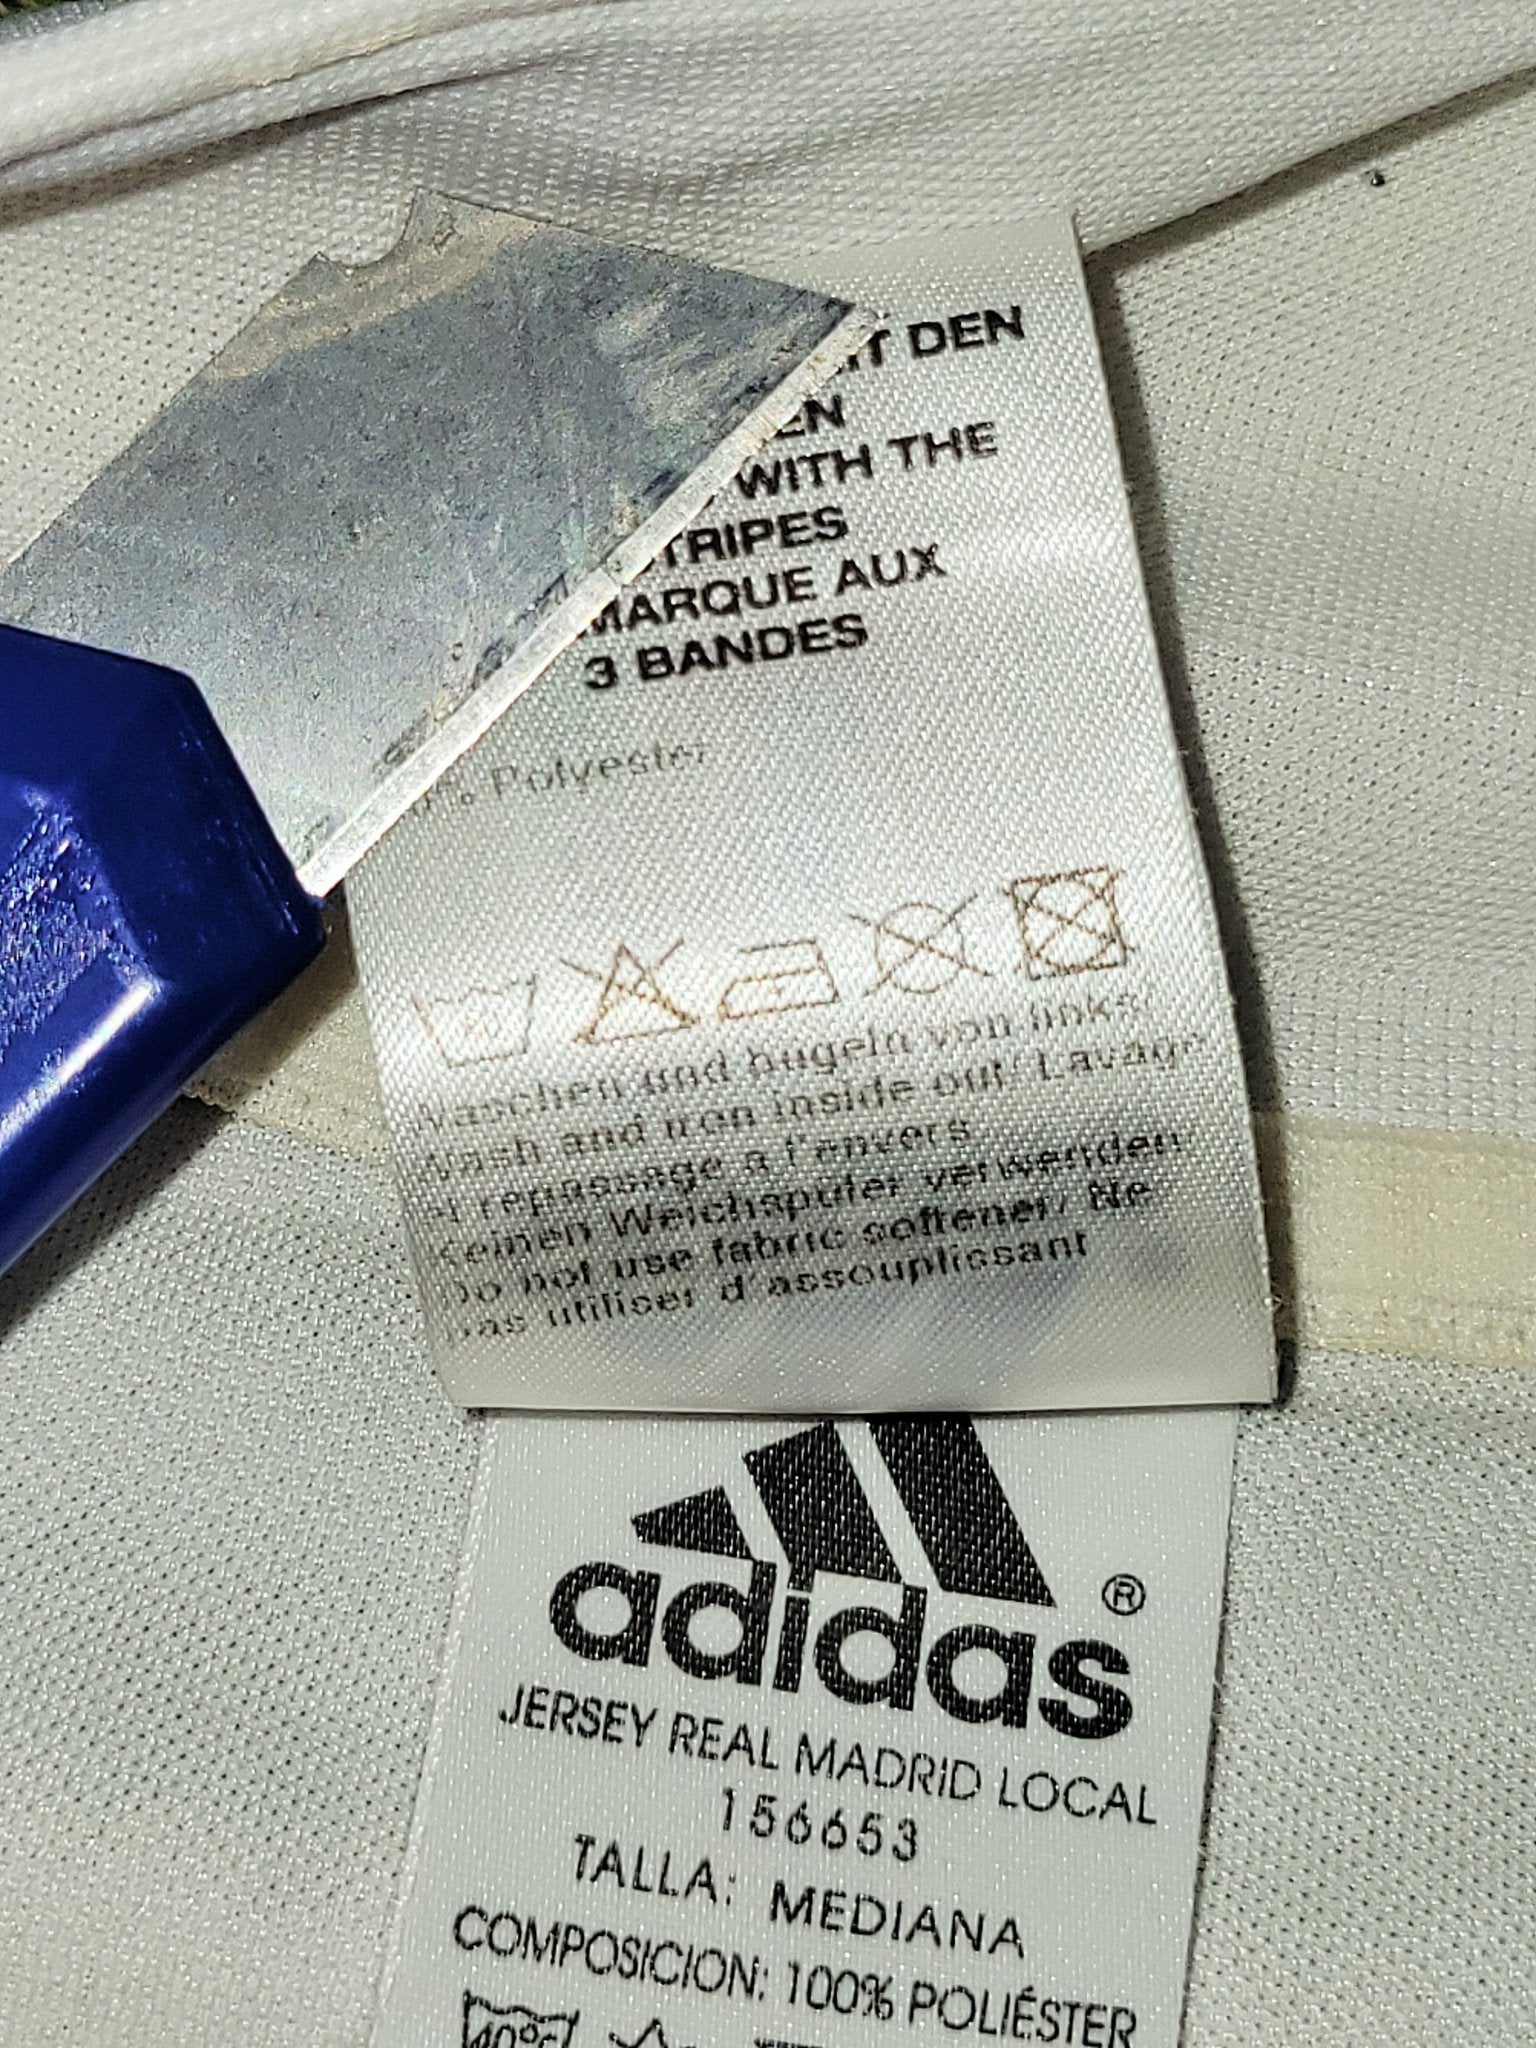 DEN
WITH THE
MARQUE AUX
3 BANDES
% Polyester
Waschen und bügeln von links/
Wash and iron inside out/ Lavage
et repassage a l'envers
Keinen Weichspüler verwenden/
Do not use fabric softener/ Ne
pas utiliser d'assouplissant
adidas ®
JERSEY REAL MADRID LOCAL
156653
TALLA: MEDIANA
COMPOSICION: 100% POLIÉSTER
40°c